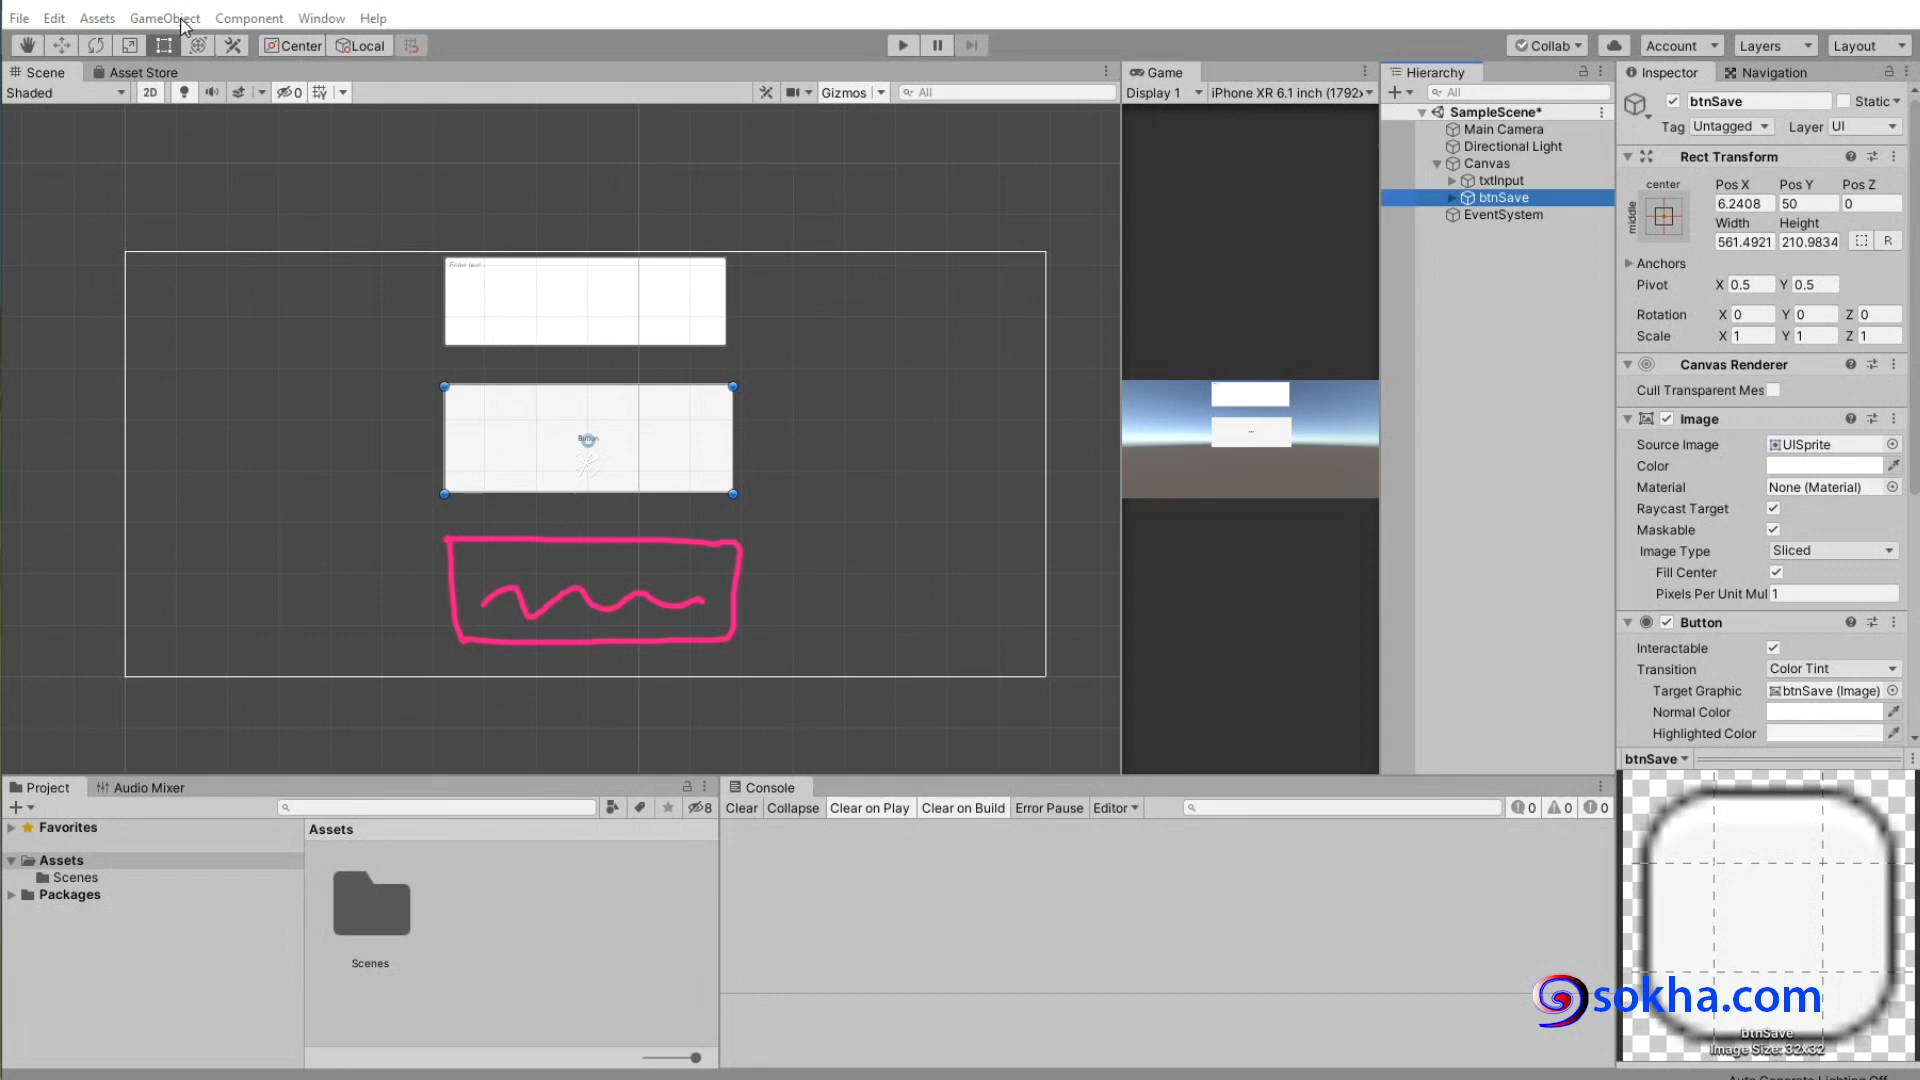 File Edit Assets GameObject Component Window Help
Center Local Collab Account Layers Layout
Scene Asset Store Game Hierarchy Inspector Navigation
Shaded 2D 0 Gizmos All Display 1 iPhone XR 6.1 inch (1792x All
btnSave Static
Tag Untagged Layer UI
SampleScene*
Main Camera
Directional Light
Canvas
txtInput
btnSave
EventSystem
Rect Transform
center Pos X Pos Y Pos Z
middle 6.2408 50 0
Width Height
561.4921 210.9834 R
Anchors
Pivot X 0.5 Y 0.5
Rotation X 0 Y 0 Z 0
Scale X 1 Y 1 Z 1
Canvas Renderer
Cull Transparent Mes
Image
Source Image UISprite
Color
Material None (Material)
Raycast Target
Maskable
Image Type Sliced
Fill Center
Pixels Per Unit Mul 1
Button
Interactable
Transition Color Tint
Target Graphic btnSave (Image)
Normal Color
Highlighted Color
Enter text...
Button
Project Audio Mixer Console btnSave
8 Clear Collapse Clear on Play Clear on Build Error Pause Editor 0 0 0
Favorites
Assets
Scenes
Packages
Assets
Scenes
sokha.com
btnSave
Image Size: 32x32